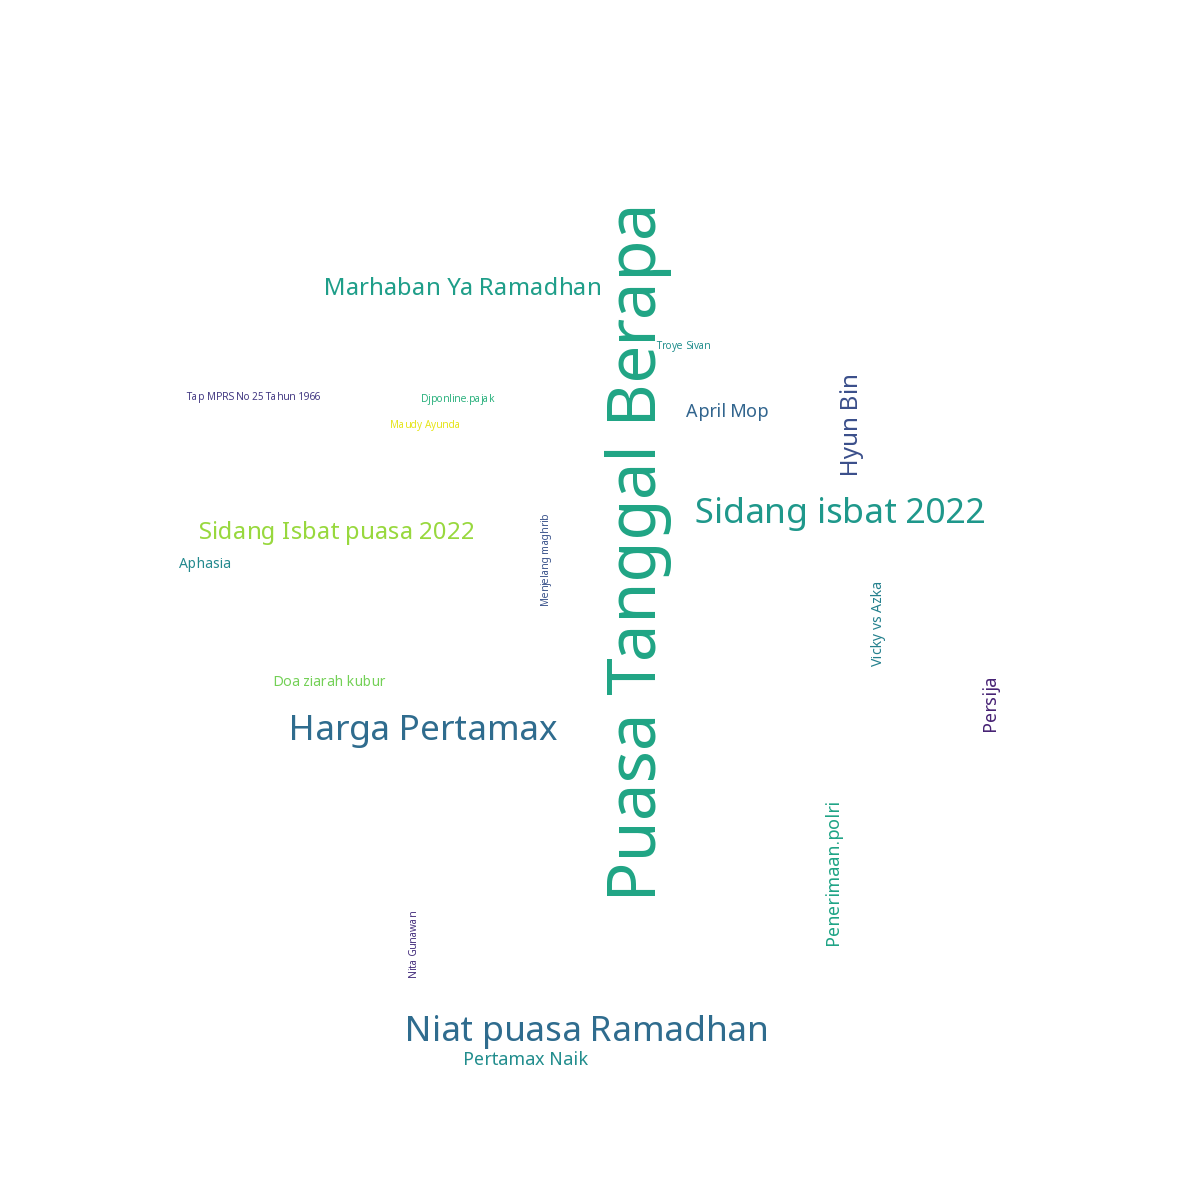 Puasa Tanggal Berapa
Marhaban Ya Ramadhan
Troye Sivan
Tap MPRS No 25 Tahun 1966
Djponline.pajak
April Mop
Hyun Bin
Maudy Ayunda
Sidang isbat 2022
Sidang Isbat puasa 2022
Menjelang maghrib
Aphasia
Vicky vs Azka
Doa ziarah kubur
Persija
Harga Pertamax
Penerimaan.polri
Nita Gunawan
Niat puasa Ramadhan
Pertamax Naik